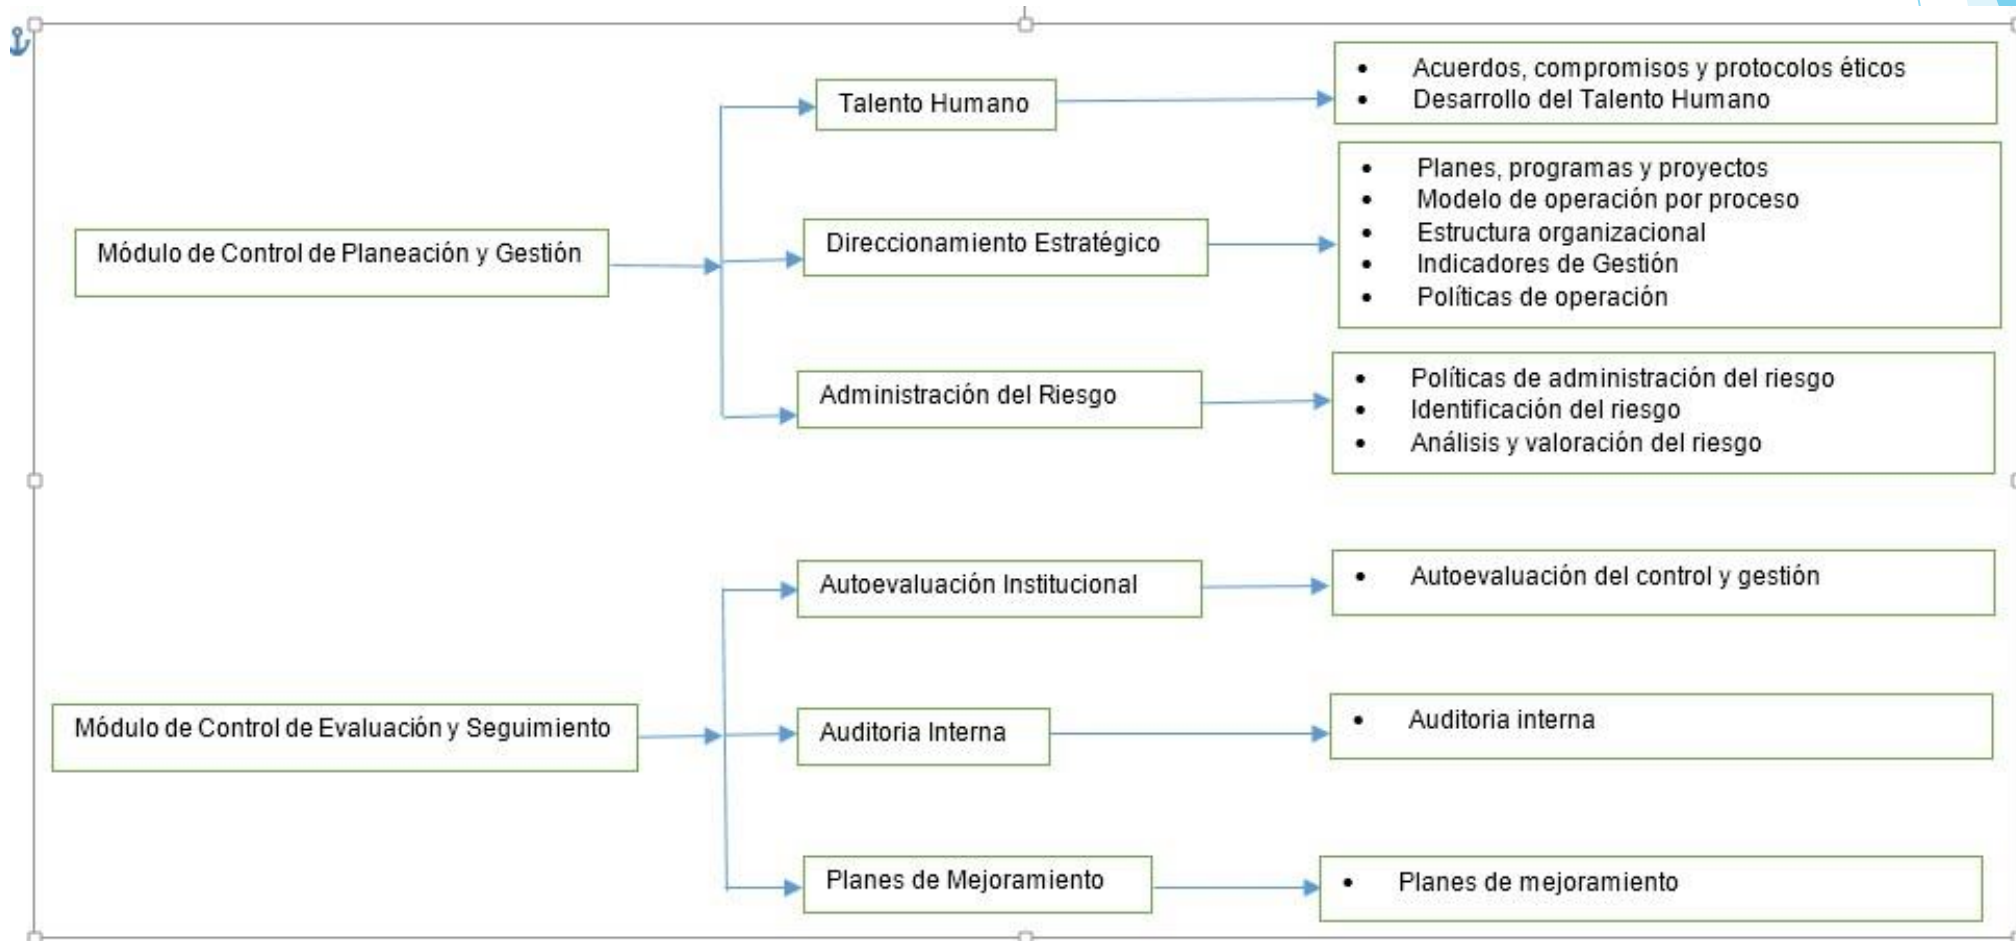 Módulo de Control de Planeación y Gestión
Talento Humano
• Acuerdos, compromisos y protocolos éticos
• Desarrollo del Talento Humano
Direccionamiento Estratégico
• Planes, programas y proyectos
• Modelo de operación por proceso
• Estructura organizacional
• Indicadores de Gestión
• Políticas de operación
Administración del Riesgo
• Políticas de administración del riesgo
• Identificación del riesgo
• Análisis y valoración del riesgo
Módulo de Control de Evaluación y Seguimiento
Autoevaluación Institucional
• Autoevaluación del control y gestión
Auditoria Interna
• Auditoria interna
Planes de Mejoramiento
• Planes de mejoramiento